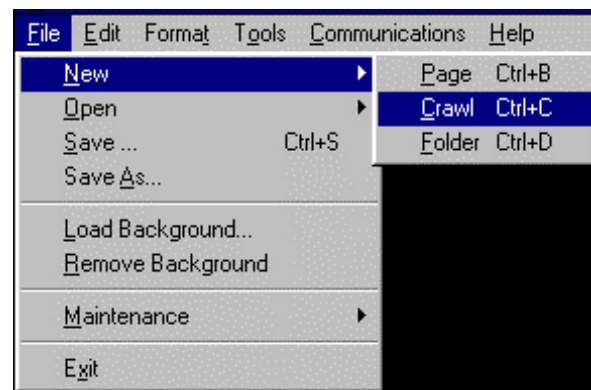 File Edit Format Tools Communications Help
New Page Ctrl+B
Open Crawl Ctrl+C
Save ... Ctrl+S Folder Ctrl+D
Save As...
Load Background...
Remove Background
Maintenance
Exit